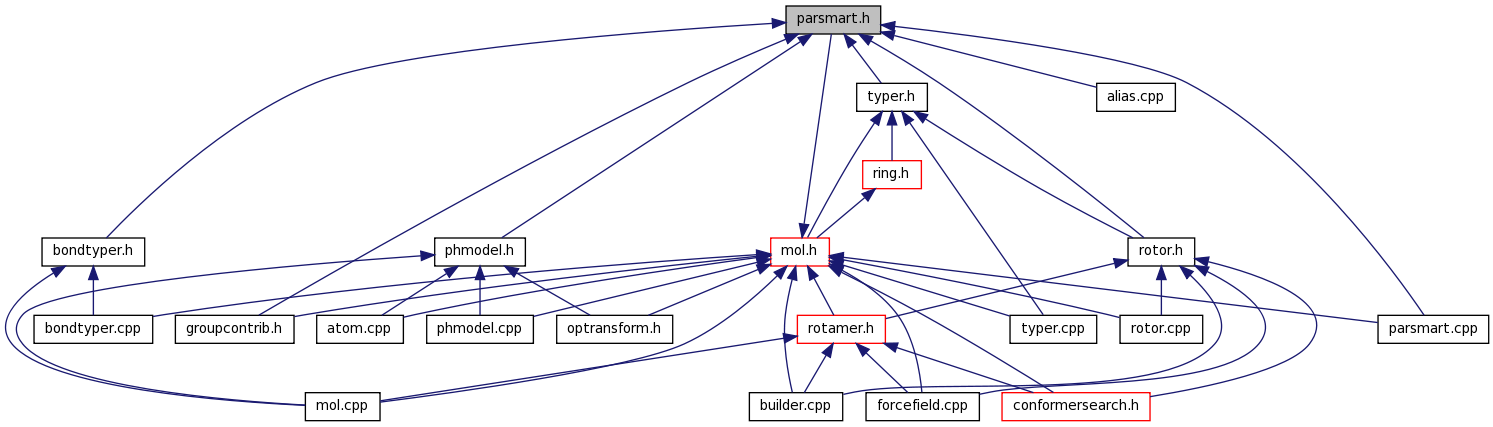 parsmart.h
typer.h
alias.cpp
ring.h
bondtyper.h
phmodel.h
mol.h
rotor.h
bondtyper.cpp
groupcontrib.h
atom.cpp
phmodel.cpp
optransform.h
rotamer.h
typer.cpp
rotor.cpp
parsmart.cpp
mol.cpp
builder.cpp
forcefield.cpp
conformersearch.h